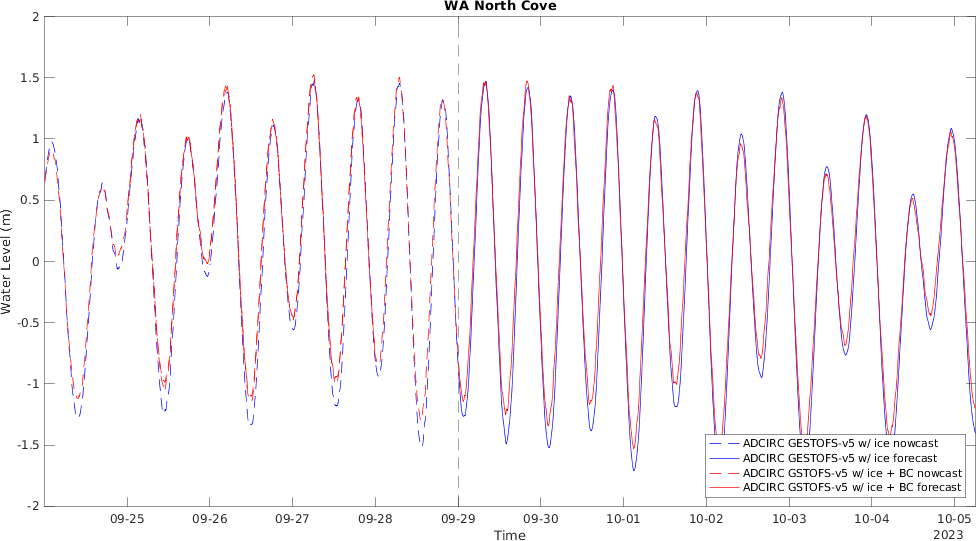 WA North Cove
2
1.5
1
0.5
0
-0.5
-1
-1.5
-2
Water Level (m)
09-25 09-26 09-27 09-28 09-29 09-30 10-01 10-02 10-03 10-04 10-05
Time
2023
ADCIRC GESTOFS-v5 w/ ice nowcast
ADCIRC GESTOFS-v5 w/ ice forecast
ADCIRC GSTOFS-v5 w/ ice + BC nowcast
ADCIRC GSTOFS-v5 w/ ice + BC forecast